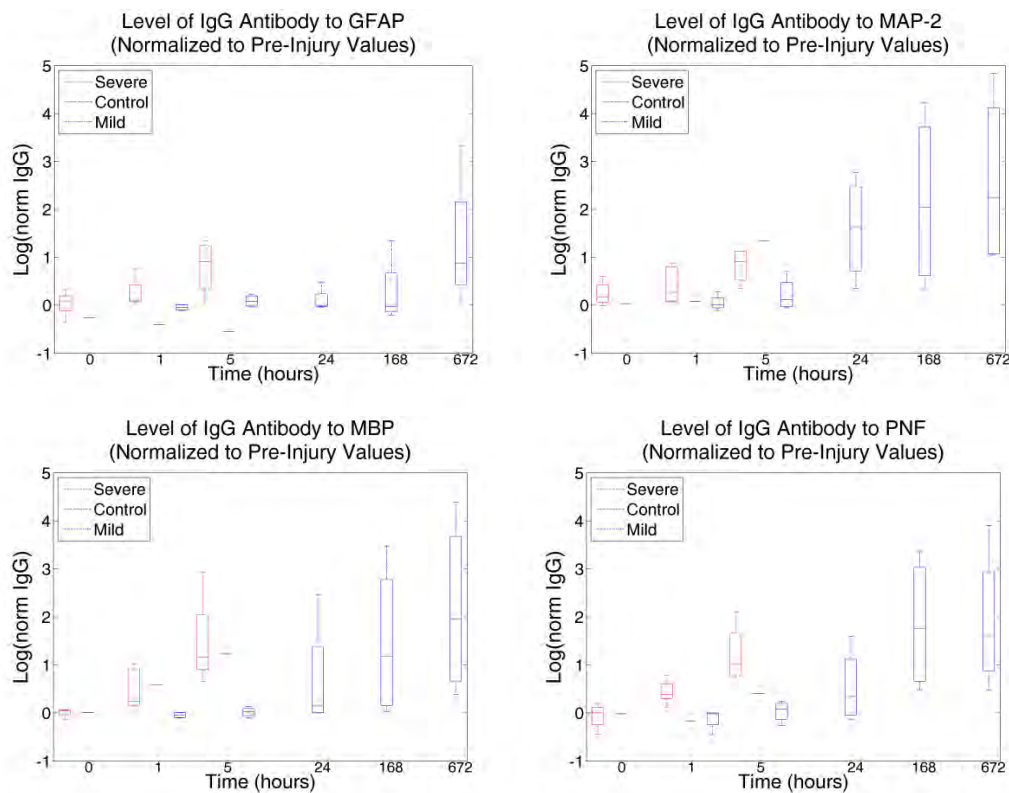 Level of IgG Antibody to GFAP
(Normalized to Pre-Injury Values)
5
4
3
2
1
0
-1
Log(norm IgG)
Severe
Control
Mild
0
1
5
24
168
672
Time (hours)
Level of IgG Antibody to MAP-2
(Normalized to Pre-Injury Values)
5
4
3
2
1
0
-1
Log(norm IgG)
Severe
Control
Mild
0
1
5
24
168
672
Time (hours)
Level of IgG Antibody to MBP
(Normalized to Pre-Injury Values)
5
4
3
2
1
0
-1
Log(norm IgG)
Severe
Control
Mild
0
1
5
24
168
672
Time (hours)
Level of IgG Antibody to PNF
(Normalized to Pre-Injury Values)
5
4
3
2
1
0
-1
Log(norm IgG)
Severe
Control
Mild
0
1
5
24
168
672
Time (hours)